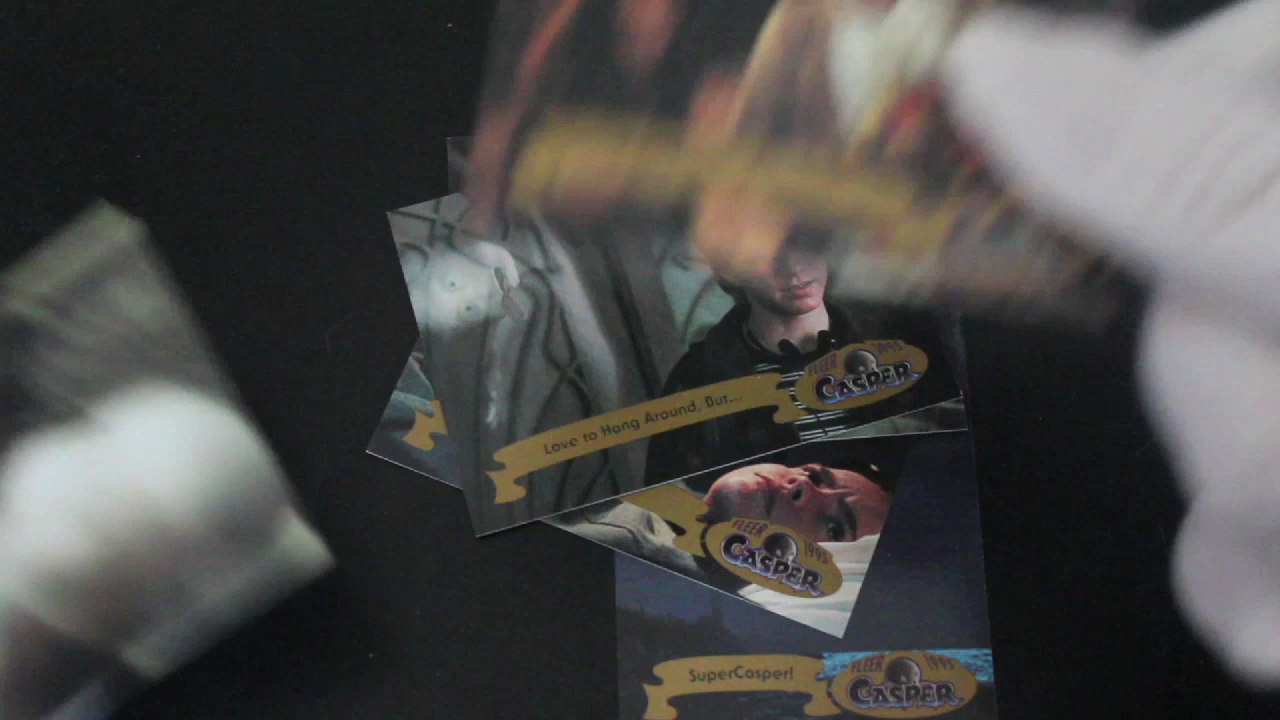 Love to Hang Around, But...
FLEER 1995
CASPER
FLEER 1995
CASPER
SuperCasper!
FLEER 1995
CASPER